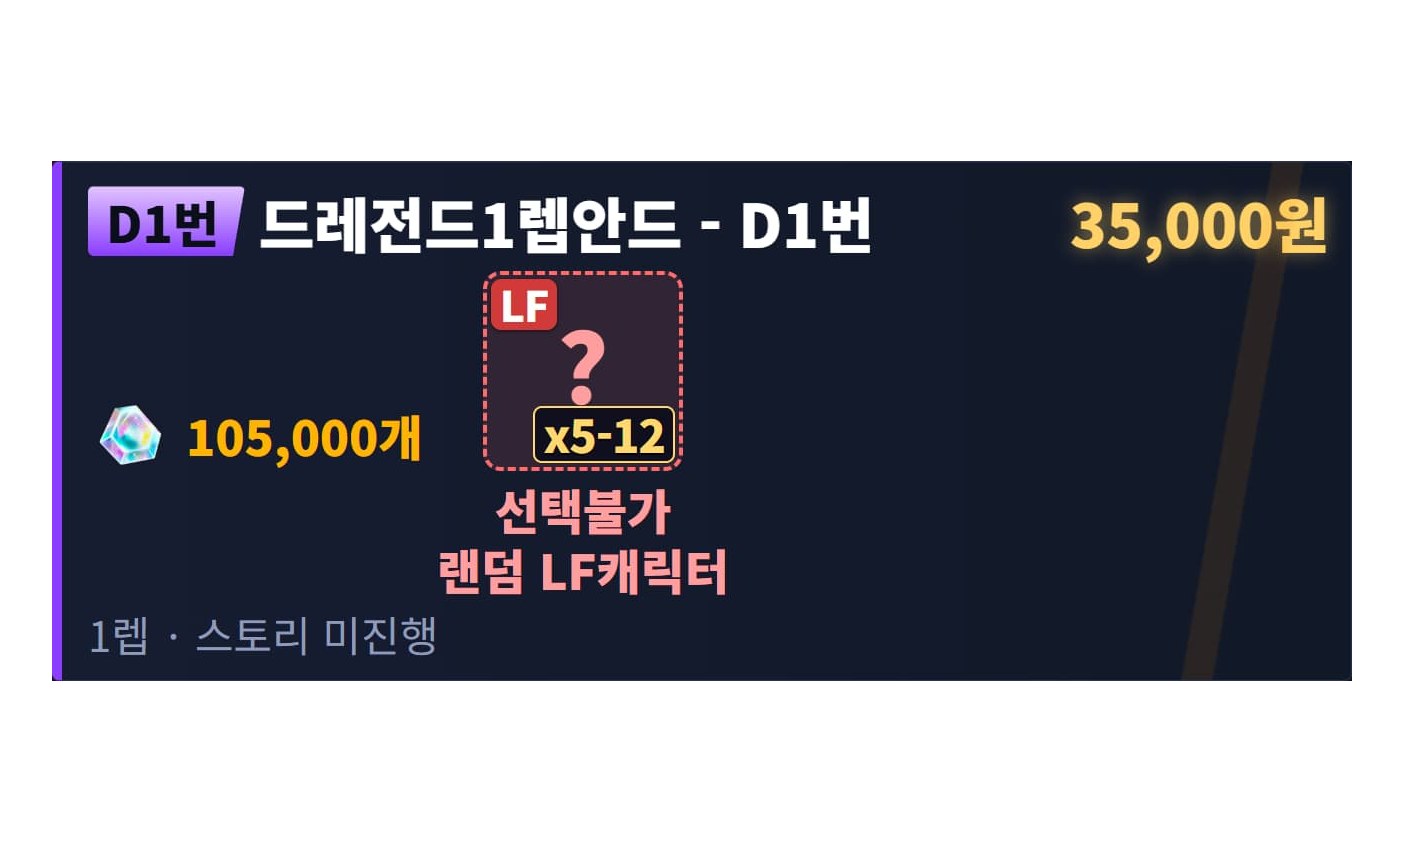 D1번 드레전드1렙안드 - D1번 35,000원
LF
?
x5-12
105,000개
선택불가
랜덤 LF캐릭터
1렙 · 스토리 미진행